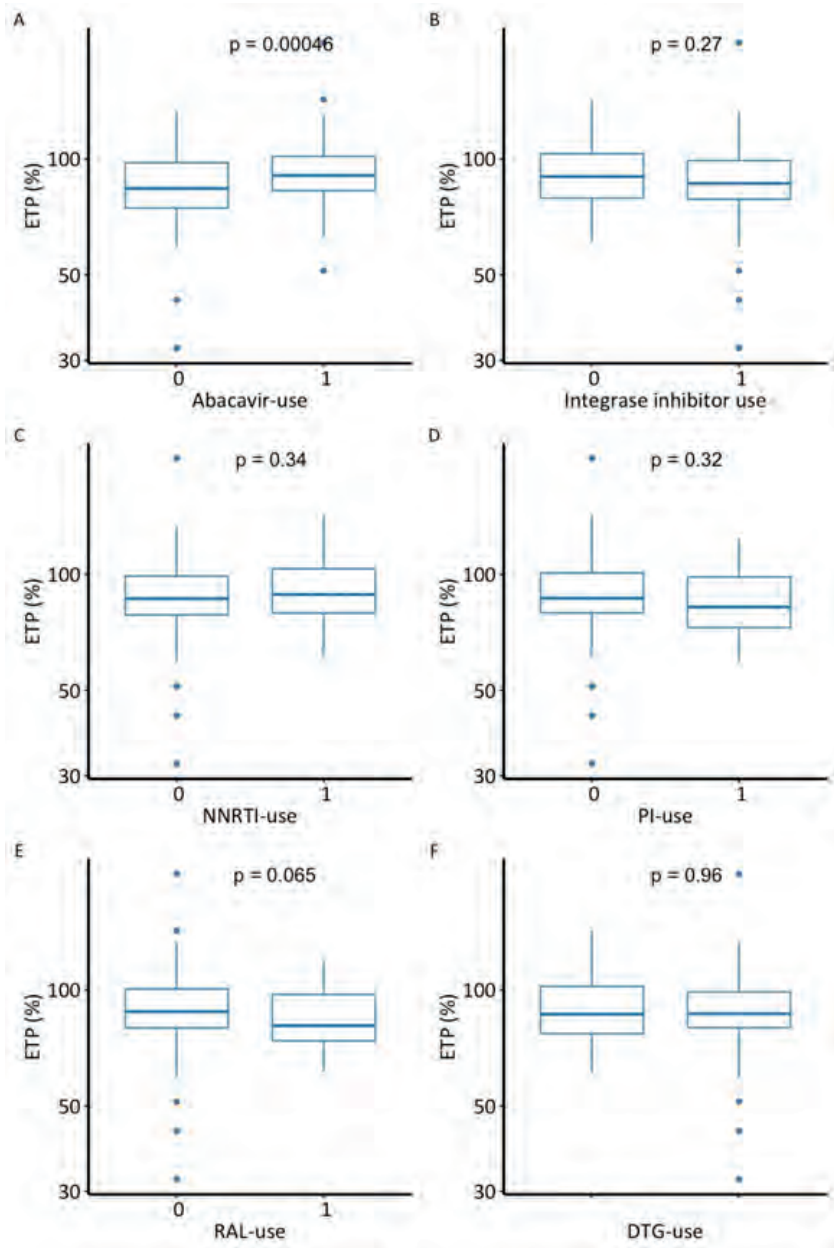 A
p = 0.00046
ETP (%)
100
50
30
0 1
Abacavir-use
B
p = 0.27
ETP (%)
100
50
30
0 1
Integrase inhibitor use
C
p = 0.34
ETP (%)
100
50
30
0 1
NNRTI-use
D
p = 0.32
ETP (%)
100
50
30
0 1
PI-use
E
p = 0.065
ETP (%)
100
50
30
0 1
RAL-use
F
p = 0.96
ETP (%)
100
50
30
DTG-use